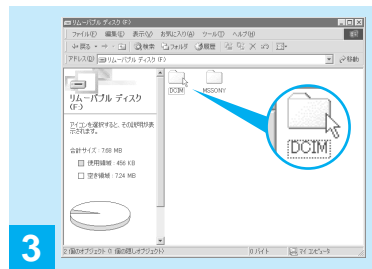 リムーバブル ディスク (F:)
ファイル(F) 編集(E) 表示(V) お気に入り(A) ツール(T) ヘルプ(H)
戻る 検索 フォルダ 履歴
アドレス(D) リムーバブル ディスク (F:) 移動
リムーバブル ディスク
(F:)
アイコンを選択すると、その説明が表
示されます。
合計サイズ : 7.68 MB
使用領域 : 456 KB
空き領域 : 7.24 MB
DCIM MSSONY
DCIM
2 個のオブジェクト (1 個の隠しオブジェクト) 0 バイト マイ コンピュータ
3